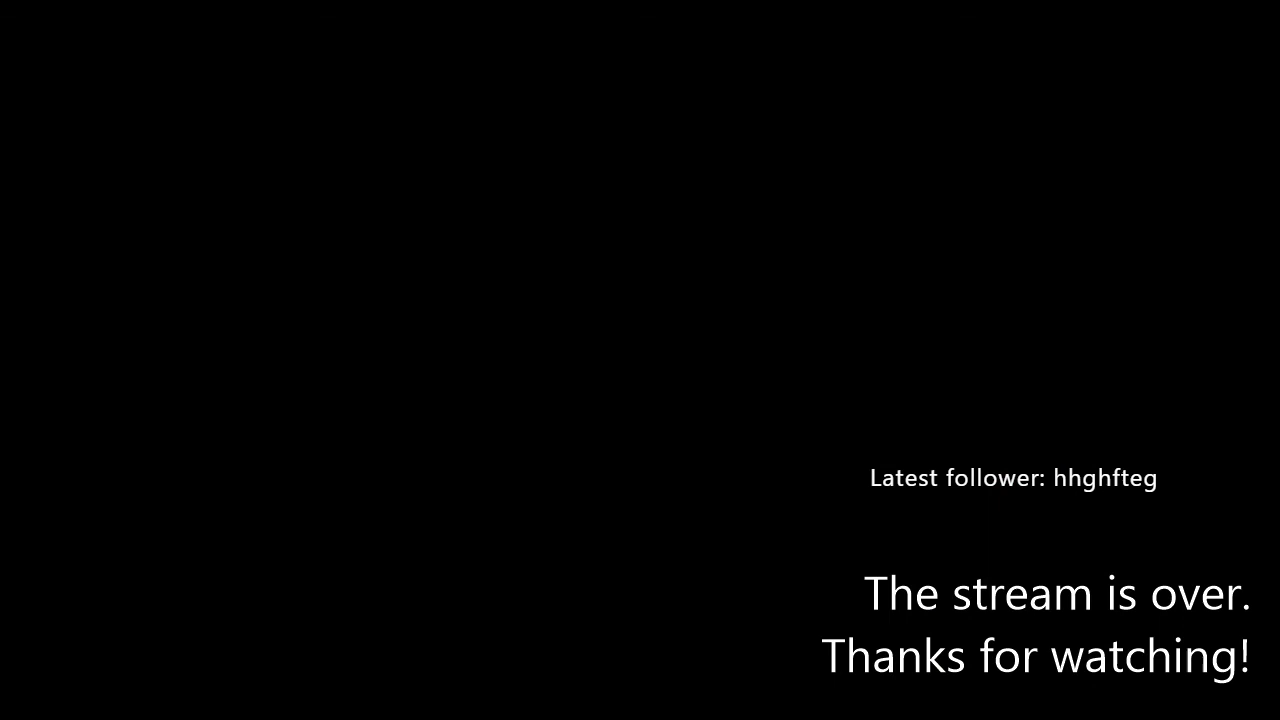 Latest follower: hhghfteg
The stream is over.
Thanks for watching!